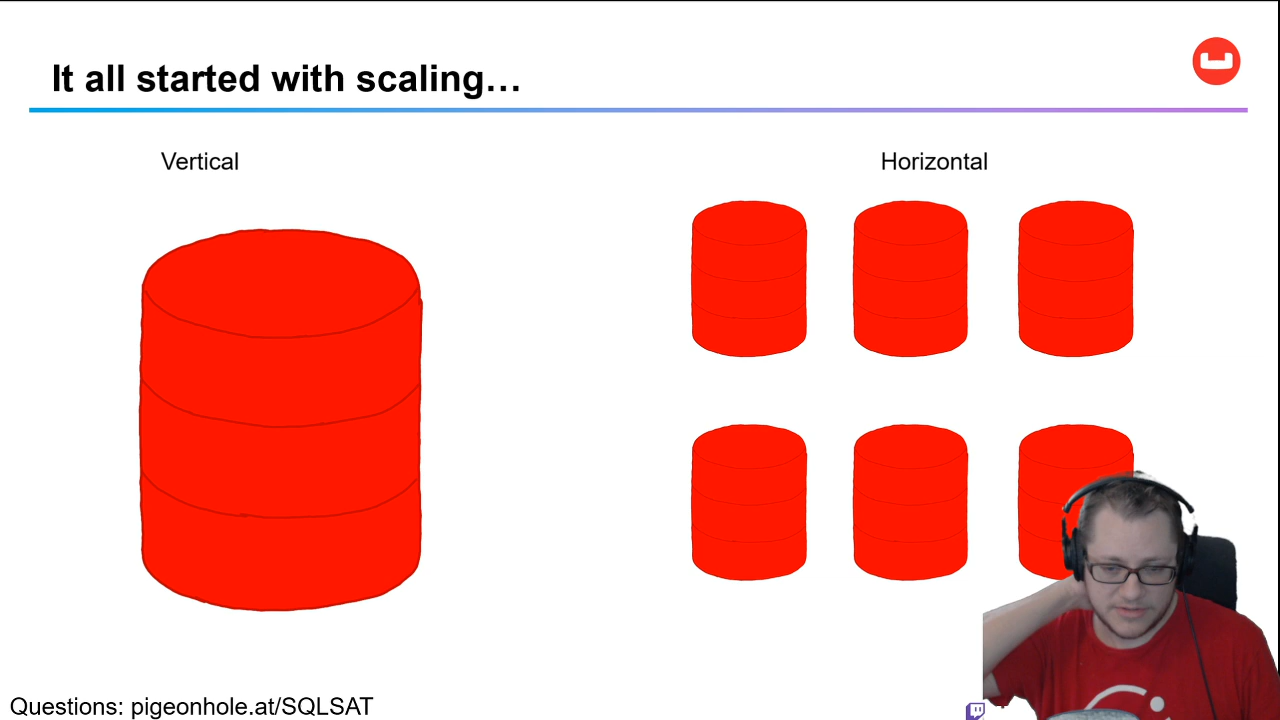 It all started with scaling…
Vertical
Horizontal
Questions: pigeonhole.at/SQLSAT